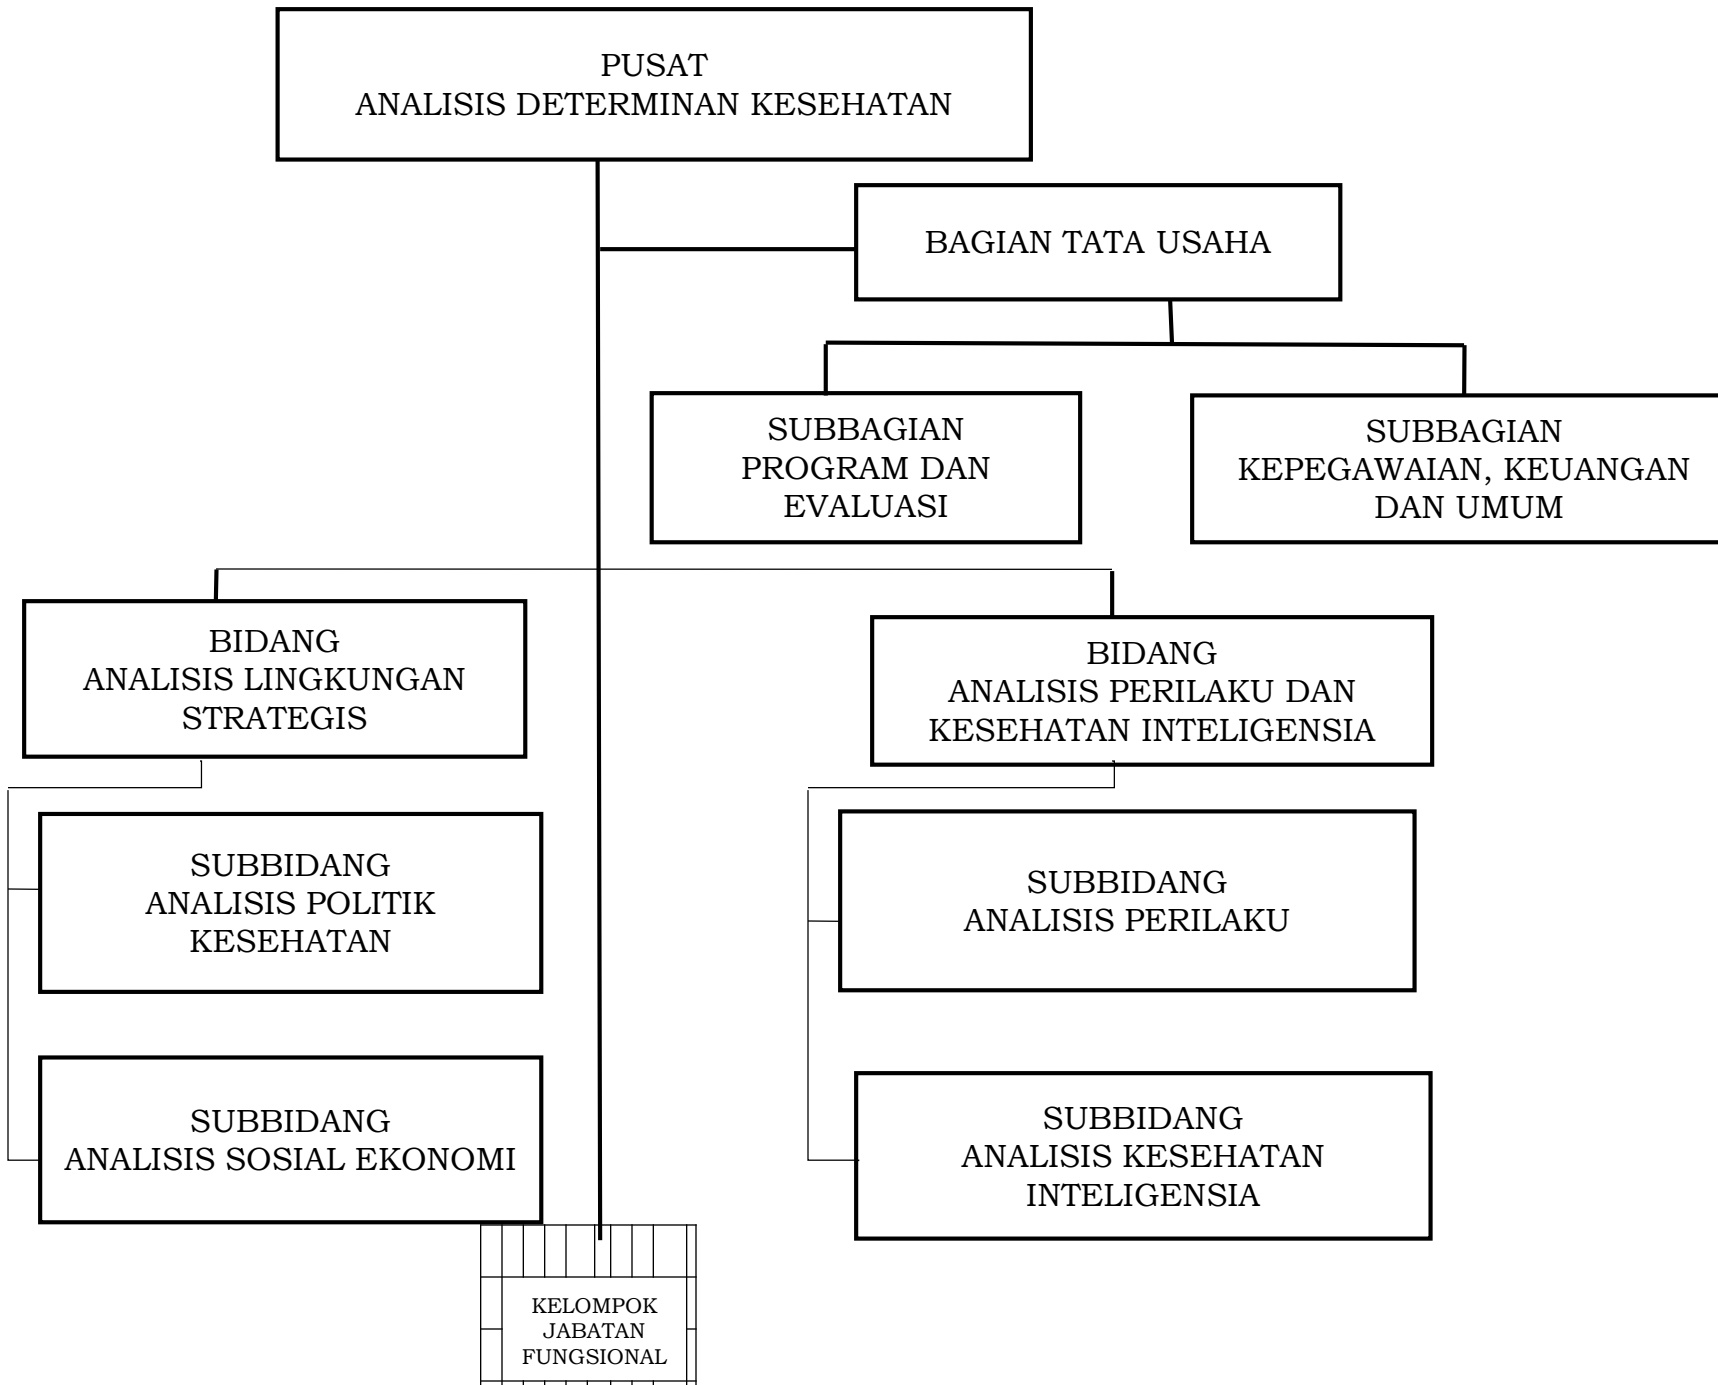 PUSAT
ANALISIS DETERMINAN KESEHATAN
BAGIAN TATA USAHA
SUBBAGIAN
PROGRAM DAN
EVALUASI
SUBBAGIAN
KEPEGAWAIAN, KEUANGAN
DAN UMUM
BIDANG
ANALISIS LINGKUNGAN
STRATEGIS
BIDANG
ANALISIS PERILAKU DAN
KESEHATAN INTELIGENSIA
SUBBIDANG
ANALISIS POLITIK
KESEHATAN
SUBBIDANG
ANALISIS PERILAKU
SUBBIDANG
ANALISIS SOSIAL EKONOMI
SUBBIDANG
ANALISIS KESEHATAN
INTELIGENSIA
KELOMPOK
JABATAN
FUNGSIONAL